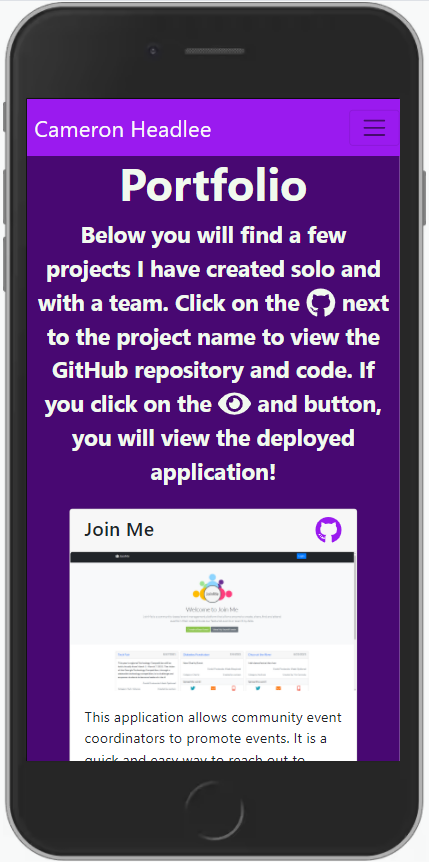 Cameron Headlee
Portfolio
Below you will find a few
projects I have created solo and
with a team. Click on the next
to the project name to view the
GitHub repository and code. If
you click on the and button,
you will view the deployed
application!
Join Me
Welcome to Join Me
This application allows community event
coordinators to promote events. It is a
quick and easy way to reach out to